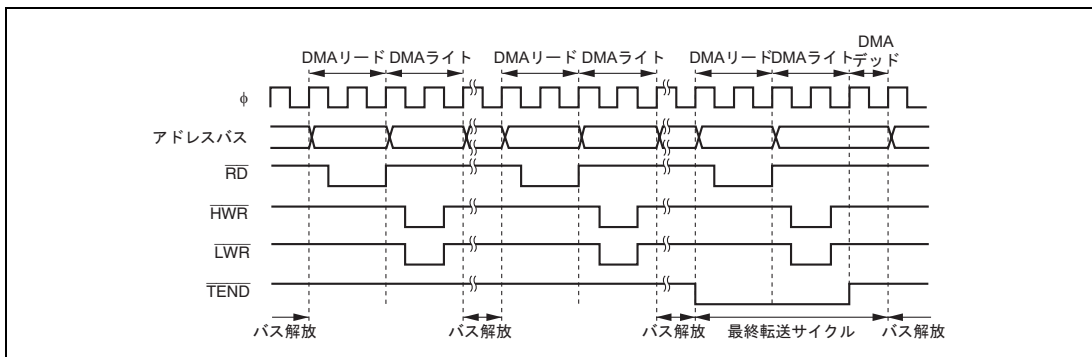 DMA
DMAリード DMAライト DMAリード DMAライト DMAリード DMAライト デッド
φ
アドレスバス
RD
HWR
LWR
TEND
バス解放 バス解放 バス解放 最終転送サイクル バス解放